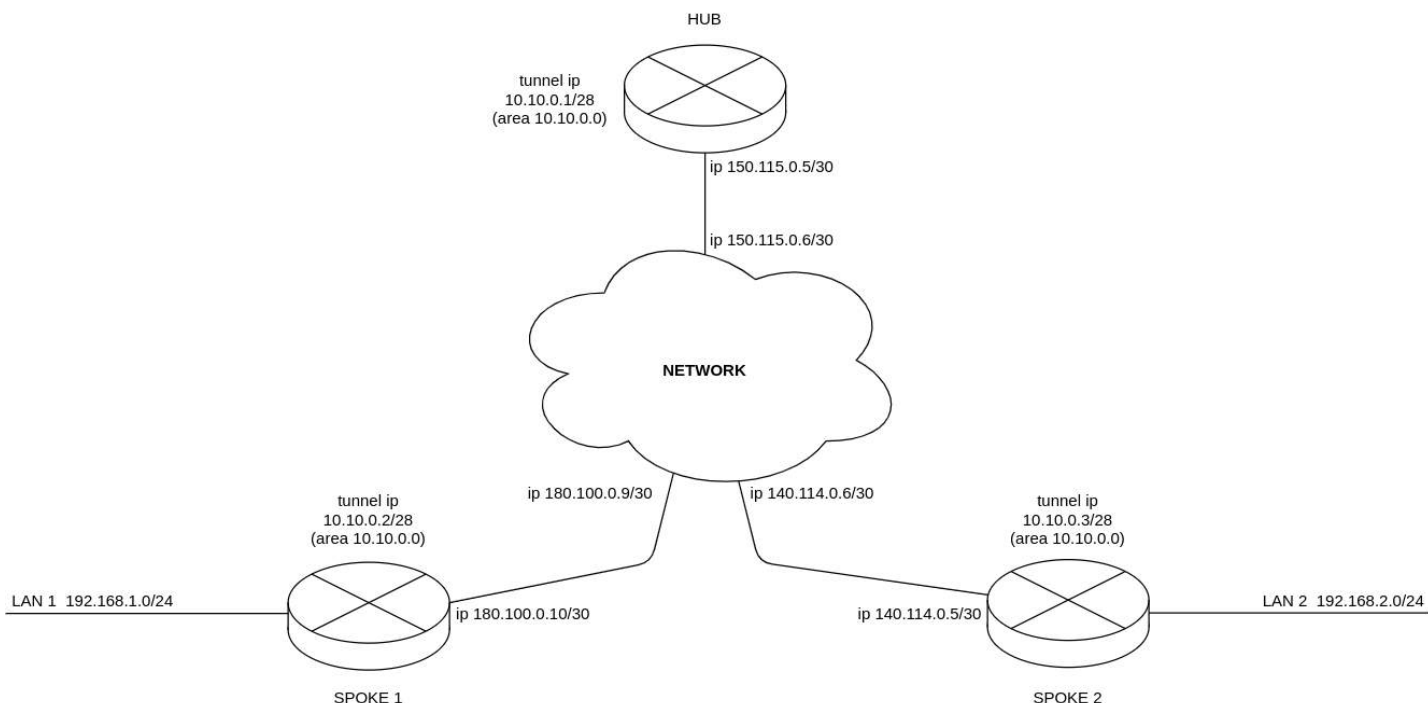 HUB
tunnel ip
10.10.0.1/28
(area 10.10.0.0)
ip 150.115.0.5/30
ip 150.115.0.6/30
NETWORK
ip 180.100.0.9/30
ip 140.114.0.6/30
tunnel ip
10.10.0.2/28
(area 10.10.0.0)
tunnel ip
10.10.0.3/28
(area 10.10.0.0)
LAN 1  192.168.1.0/24
ip 180.100.0.10/30
ip 140.114.0.5/30
LAN 2  192.168.2.0/24
SPOKE 1
SPOKE 2